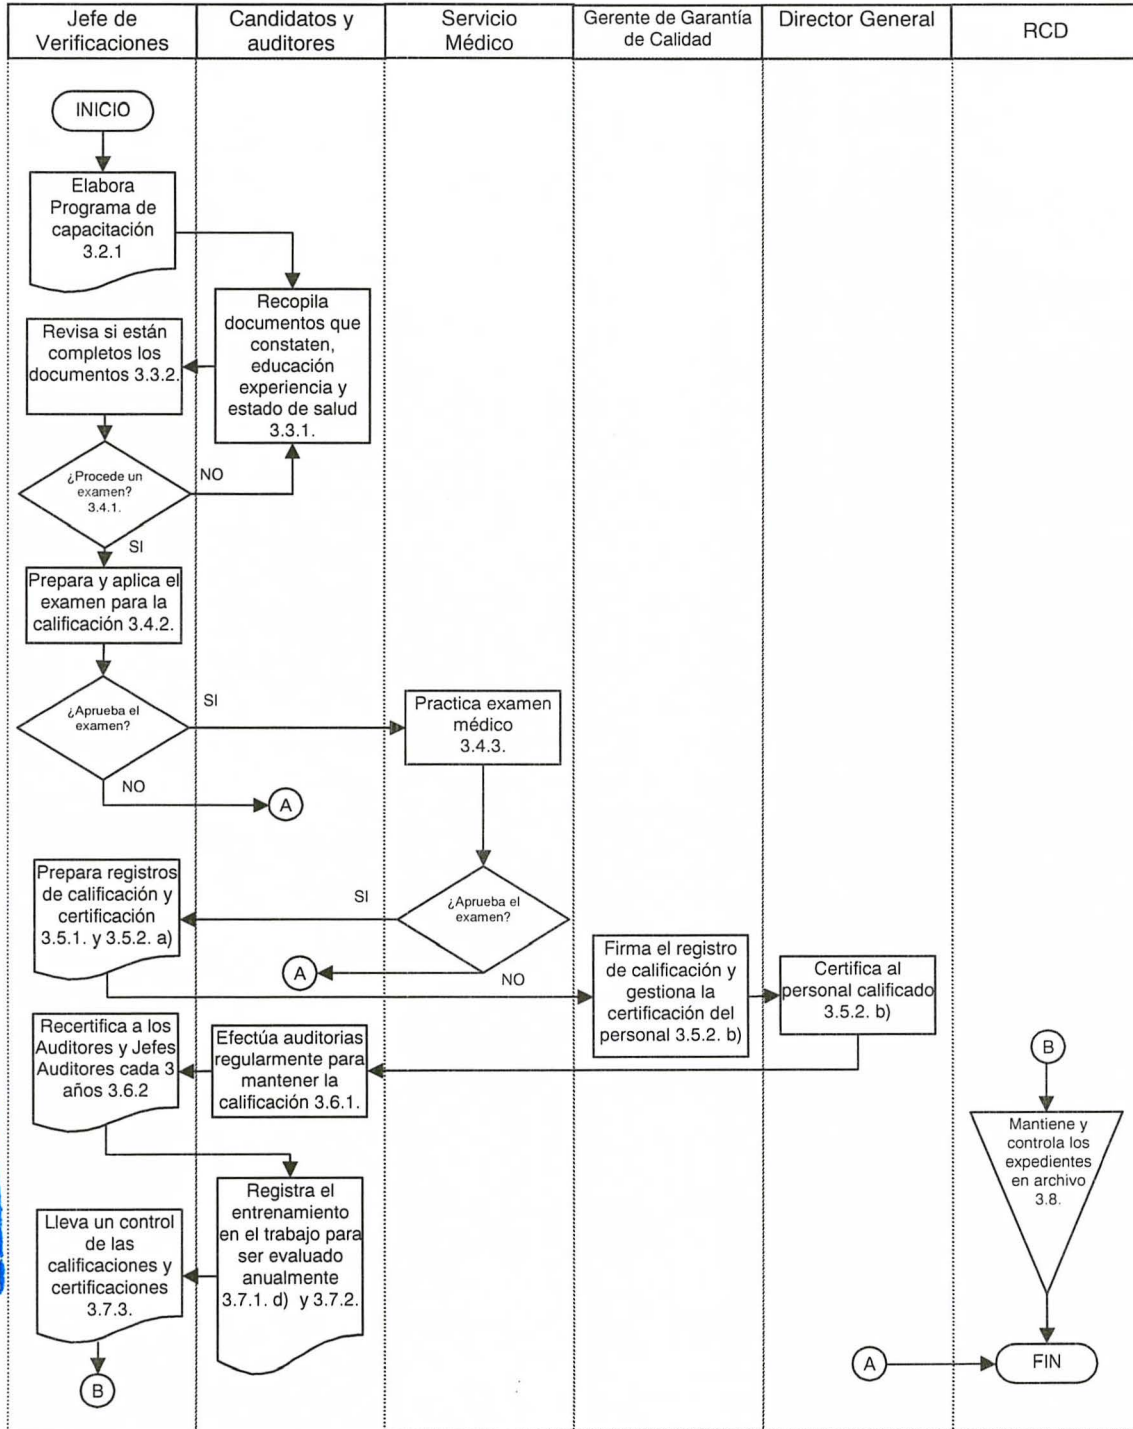 Jefe de
Verificaciones
Candidatos y
auditores
Servicio
Médico
Gerente de Garantía
de Calidad
Director General
RCD
INICIO
Elabora
Programa de
capacitación
3.2.1
Recopila
documentos que
constaten,
educación
experiencia y
estado de salud
3.3.1.
Revisa si están
completos los
documentos 3.3.2.
¿Procede un
examen?
3.4.1.
NO
SI
Prepara y aplica el
examen para la
calificación 3.4.2.
¿Aprueba el
examen?
SI
NO
A
Practica examen
médico
3.4.3.
¿Aprueba el
examen?
SI
NO
A
Prepara registros
de calificación y
certificación
3.5.1. y 3.5.2. a)
Firma el registro
de calificación y
gestiona la
certificación del
personal 3.5.2. b)
Certifica al
personal calificado
3.5.2. b)
Efectúa auditorias
regularmente para
mantener la
calificación 3.6.1.
Recertifica a los
Auditores y Jefes
Auditores cada 3
años 3.6.2
Registra el
entrenamiento
en el trabajo para
ser evaluado
anualmente
3.7.1. d) y 3.7.2.
Lleva un control
de las
calificaciones y
certificaciones
3.7.3.
B
B
Mantiene y
controla los
expedientes
en archivo
3.8.
A
FIN